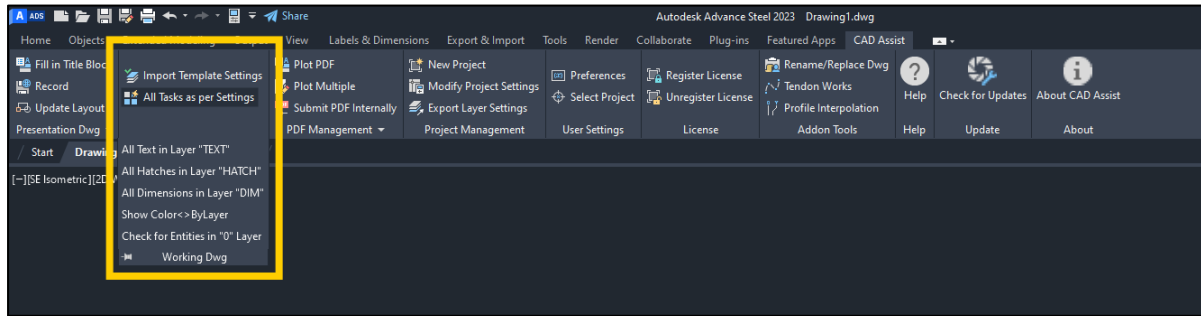 A ADS Share Autodesk Advance Steel 2023 Drawing1.dwg
Home Objects Extended Modeling Output View Labels & Dimensions Export & Import Tools Render Collaborate Plug-ins Featured Apps CAD Assist
Fill in Title Bloc Import Template Settings Plot PDF New Project Preferences Register License Rename/Replace Dwg
Record All Tasks as per Settings Plot Multiple Modify Project Settings Select Project Unregister License Tendon Works Help Check for Updates About CAD Assist
Update Layout Submit PDF Internally Export Layer Settings Profile Interpolation
Presentation Dwg PDF Management Project Management User Settings License Addon Tools Help Update About
Start Drawing
All Text in Layer "TEXT"
[−][SE Isometric][2D
All Hatches in Layer "HATCH"
All Dimensions in Layer "DIM"
Show Color<>ByLayer
Check for Entities in "0" Layer
Working Dwg